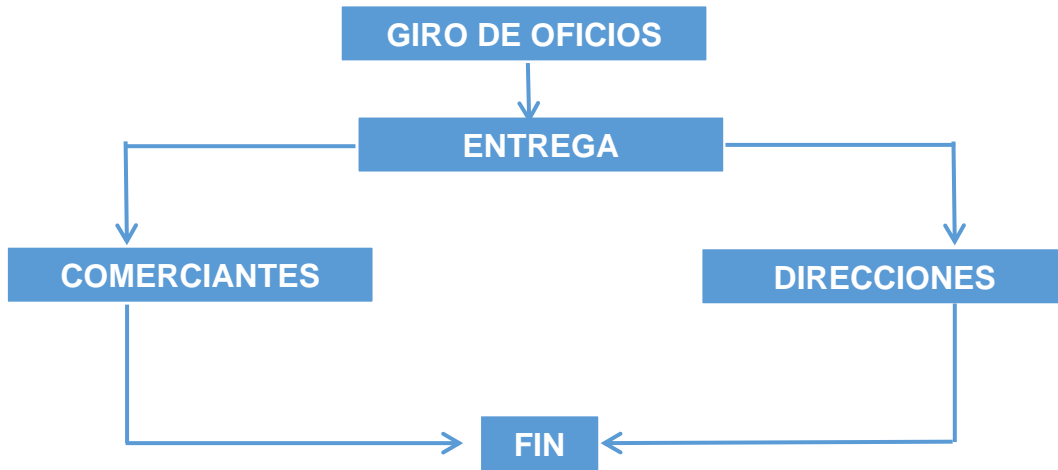 GIRO DE OFICIOS
ENTREGA
COMERCIANTES
DIRECCIONES
FIN